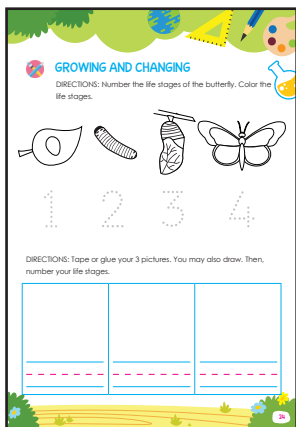 GROWING AND CHANGING
DIRECTIONS: Number the life stages of the butterfly. Color the
life stages.
1 2 3 4
DIRECTIONS: Tape or glue your 3 pictures. You may also draw. Then,
number your life stages.
24